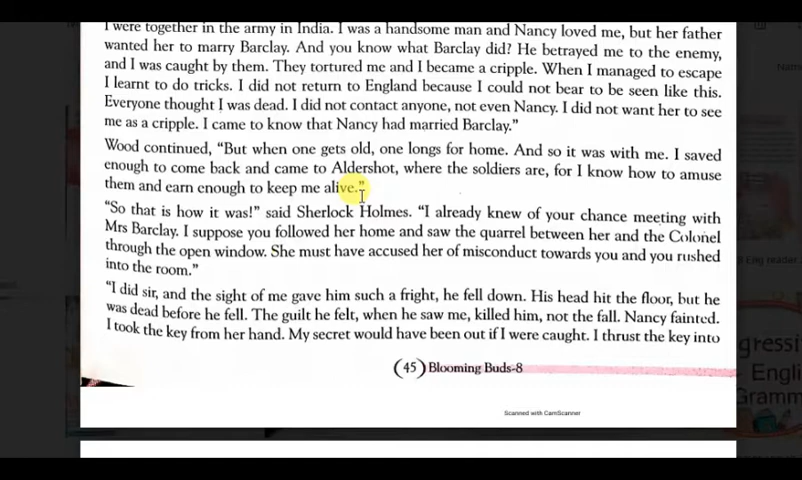 I were together in the army in India. I was a handsome man and Nancy loved me, but her father
wanted her to marry Barclay. And you know what Barclay did? He betrayed me to the enemy,
and I was caught by them. They tortured me and I became a cripple. When I managed to escape
I learnt to do tricks. I did not return to England because I could not bear to be seen like this.
Everyone thought I was dead. I did not contact anyone, not even Nancy. I did not want her to see
me as a cripple. I came to know that Nancy had married Barclay.”
Wood continued, “But when one gets old, one longs for home. And so it was with me. I saved
enough to come back and came to Aldershot, where the soldiers are, for I know how to amuse
them and earn enough to keep me alive.”
“So that is how it was!” said Sherlock Holmes. “I already knew of your chance meeting with
Mrs Barclay. I suppose you followed her home and saw the quarrel between her and the Colonel
through the open window. She must have accused her of misconduct towards you and you rushed
into the room.”
“I did sir, and the sight of me gave him such a fright, he fell down. His head hit the floor, but he
was dead before he fell. The guilt he felt, when he saw me, killed him, not the fall. Nancy fainted.
I took the key from her hand. My secret would have been out if I were caught. I thrust the key into
(45) Blooming Buds-8
Scanned with CamScanner
Nam
Eng reader
gressi
Engli
Gramm